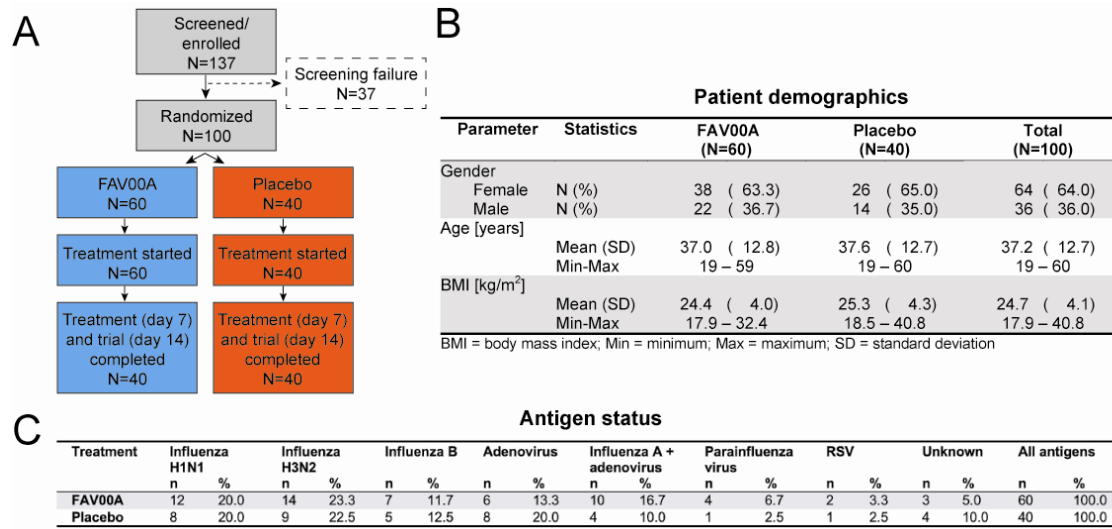 A
Screened/
enrolled
N=137
Screening failure
N=37
Randomized
N=100
FAV00A
N=60
Placebo
N=40
Treatment started
N=60
Treatment started
N=40
Treatment (day 7)
and trial (day 14)
completed
N=40
Treatment (day 7)
and trial (day 14)
completed
N=40
B
Patient demographics
Parameter Statistics FAV00A Placebo Total
(N=60) (N=40) (N=100)
Gender
Female N (%) 38 ( 63.3) 26 ( 65.0) 64 ( 64.0)
Male N (%) 22 ( 36.7) 14 ( 35.0) 36 ( 36.0)
Age [years]
Mean (SD) 37.0 ( 12.8) 37.6 ( 12.7) 37.2 ( 12.7)
Min-Max 19 – 59 19 – 60 19 – 60
BMI [kg/m²]
Mean (SD) 24.4 ( 4.0) 25.3 ( 4.3) 24.7 ( 4.1)
Min-Max 17.9 – 32.4 18.5 – 40.8 17.9 – 40.8
BMI = body mass index; Min = minimum; Max = maximum; SD = standard deviation
C
Antigen status
Treatment Influenza Influenza Influenza B Adenovirus Influenza A + Parainfluenza RSV Unknown All antigens
H1N1 H3N2 adenovirus virus
n % n % n % n % n % n % n % n % n %
FAV00A 12 20.0 14 23.3 7 11.7 6 13.3 10 16.7 4 6.7 2 3.3 3 5.0 60 100.0
Placebo 8 20.0 9 22.5 5 12.5 8 20.0 4 10.0 1 2.5 1 2.5 4 10.0 40 100.0